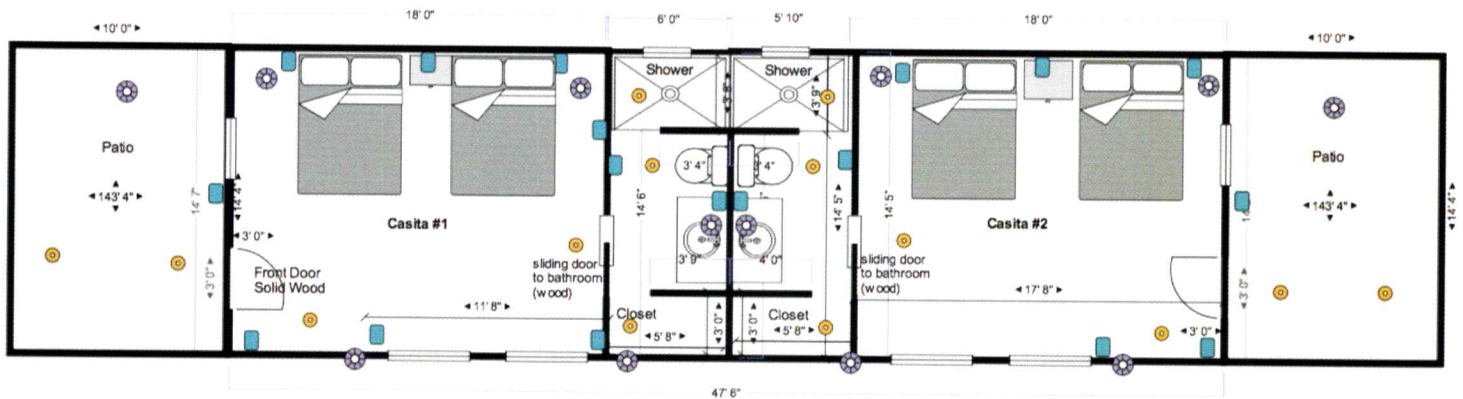 18' 0"
6' 0"
5' 10"
18' 0"
10' 0"
10' 0"
Shower
Shower
3' 9"
Patio
143' 4"
14' 7"
14' 4"
3' 4"
3' 4"
14' 6"
14' 5"
14' 5"
Patio
143' 4"
14' 4"
Casita #1
Casita #2
3' 0"
3' 0"
Front Door
Solid Wood
sliding door
to bathroom
(wood)
3' 9"
4' 0"
sliding door
to bathroom
(wood)
11' 8"
17' 8"
3' 0"
Closet
Closet
5' 8"
3' 0"
3' 0"
5' 8"
3' 0"
47' 6"